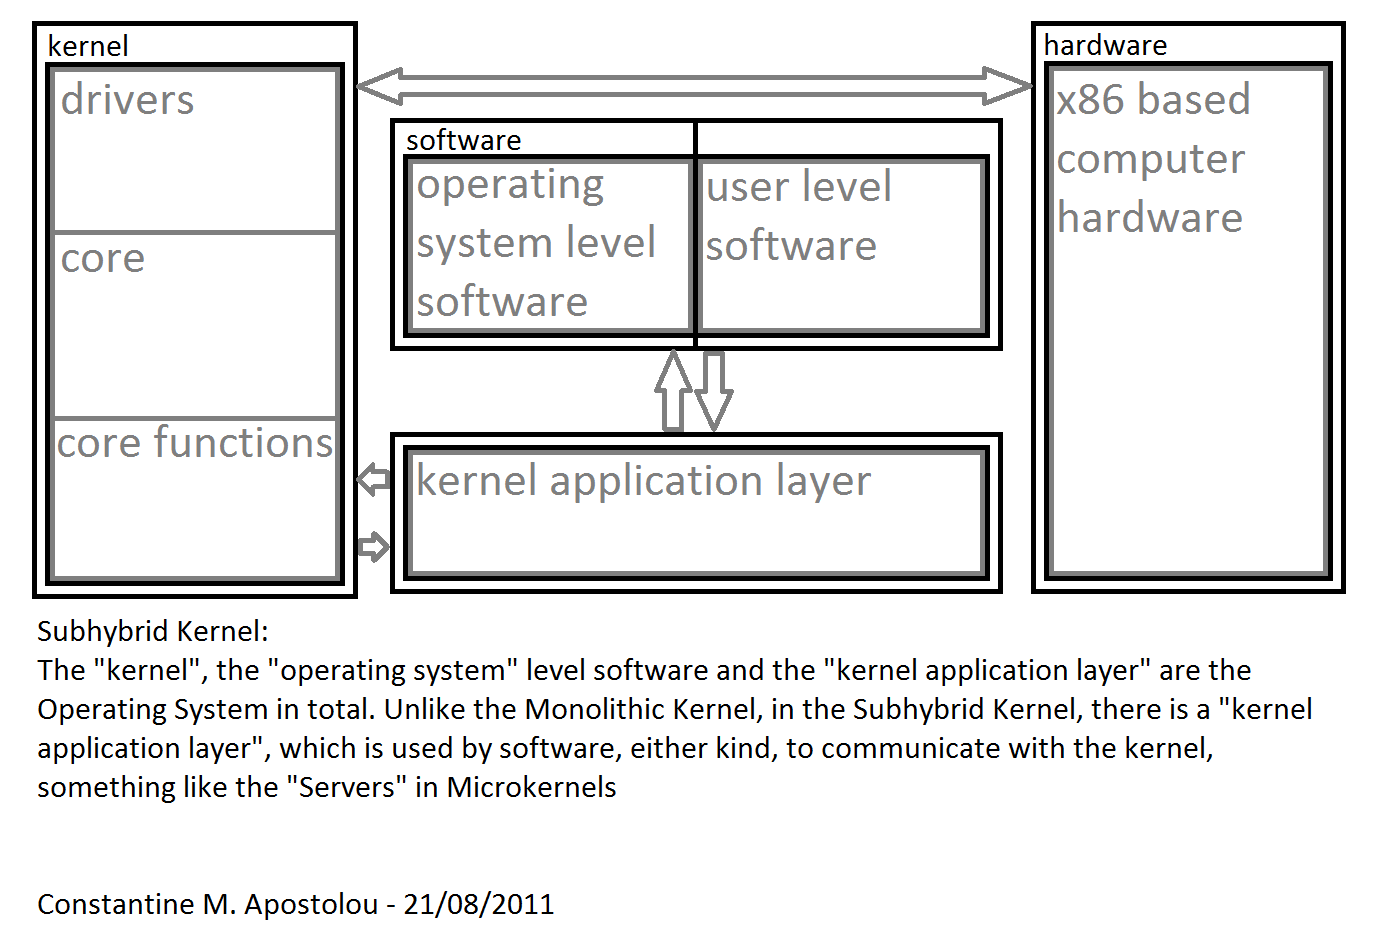 kernel
drivers
core
core functions
software
operating
system level
software
user level
software
kernel application layer
hardware
x86 based
computer
hardware
Subhybrid Kernel:
The "kernel", the "operating system" level software and the "kernel application layer" are the
Operating System in total. Unlike the Monolithic Kernel, in the Subhybrid Kernel, there is a "kernel
application layer", which is used by software, either kind, to communicate with the kernel,
something like the "Servers" in Microkernels
Constantine M. Apostolou - 21/08/2011